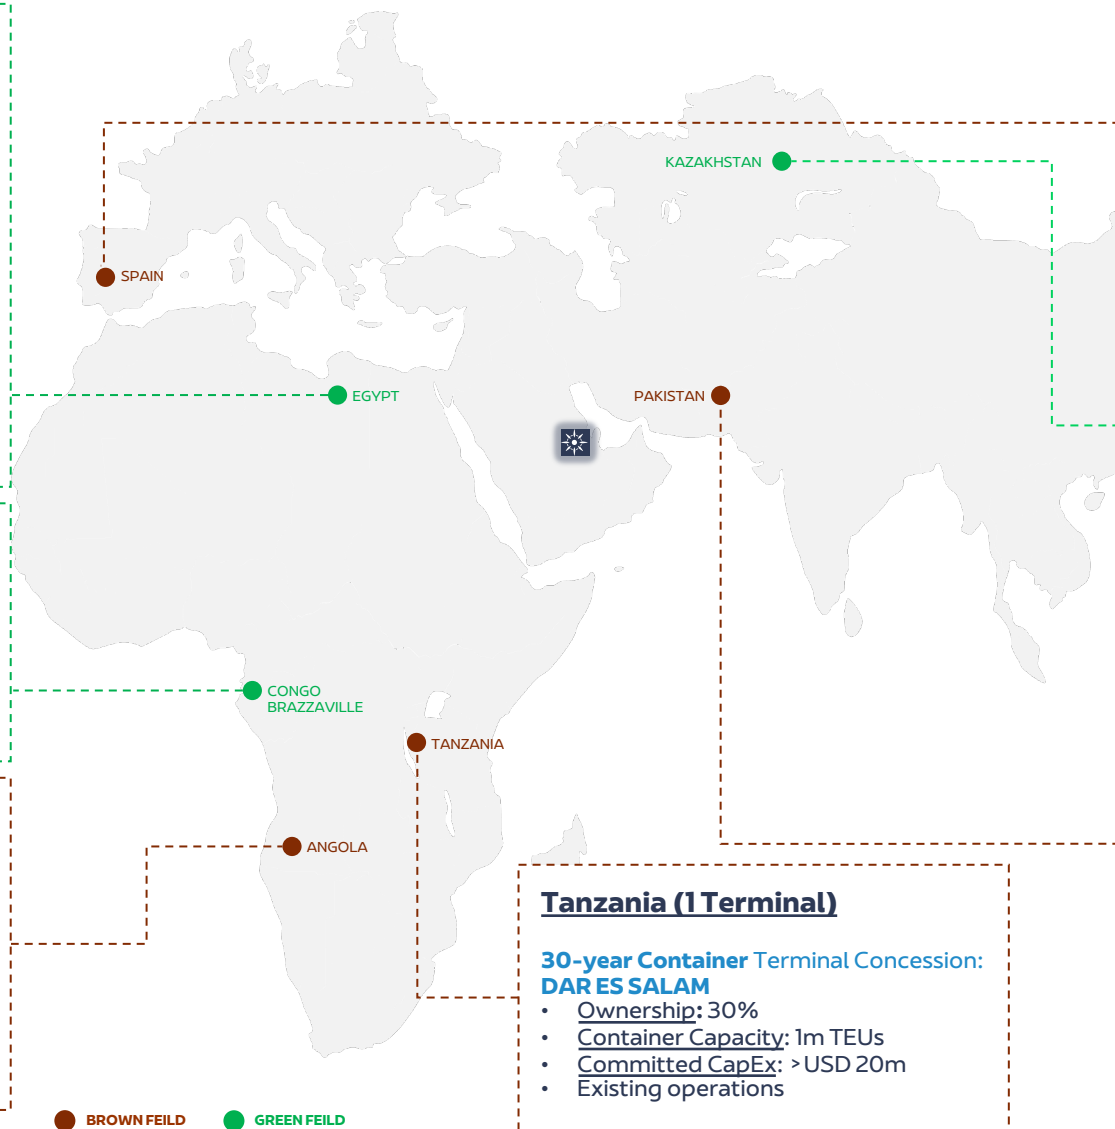 KAZAKHSTAN
SPAIN
EGYPT
PAKISTAN
CONGO
BRAZZAVILLE
TANZANIA
ANGOLA
Tanzania (1 Terminal)
30-year Container Terminal Concession:
DAR ES SALAM
• Ownership: 30%
• Container Capacity: 1m TEUs
• Committed CapEx: >USD 20m
• Existing operations
BROWN FEILD
GREEN FEILD